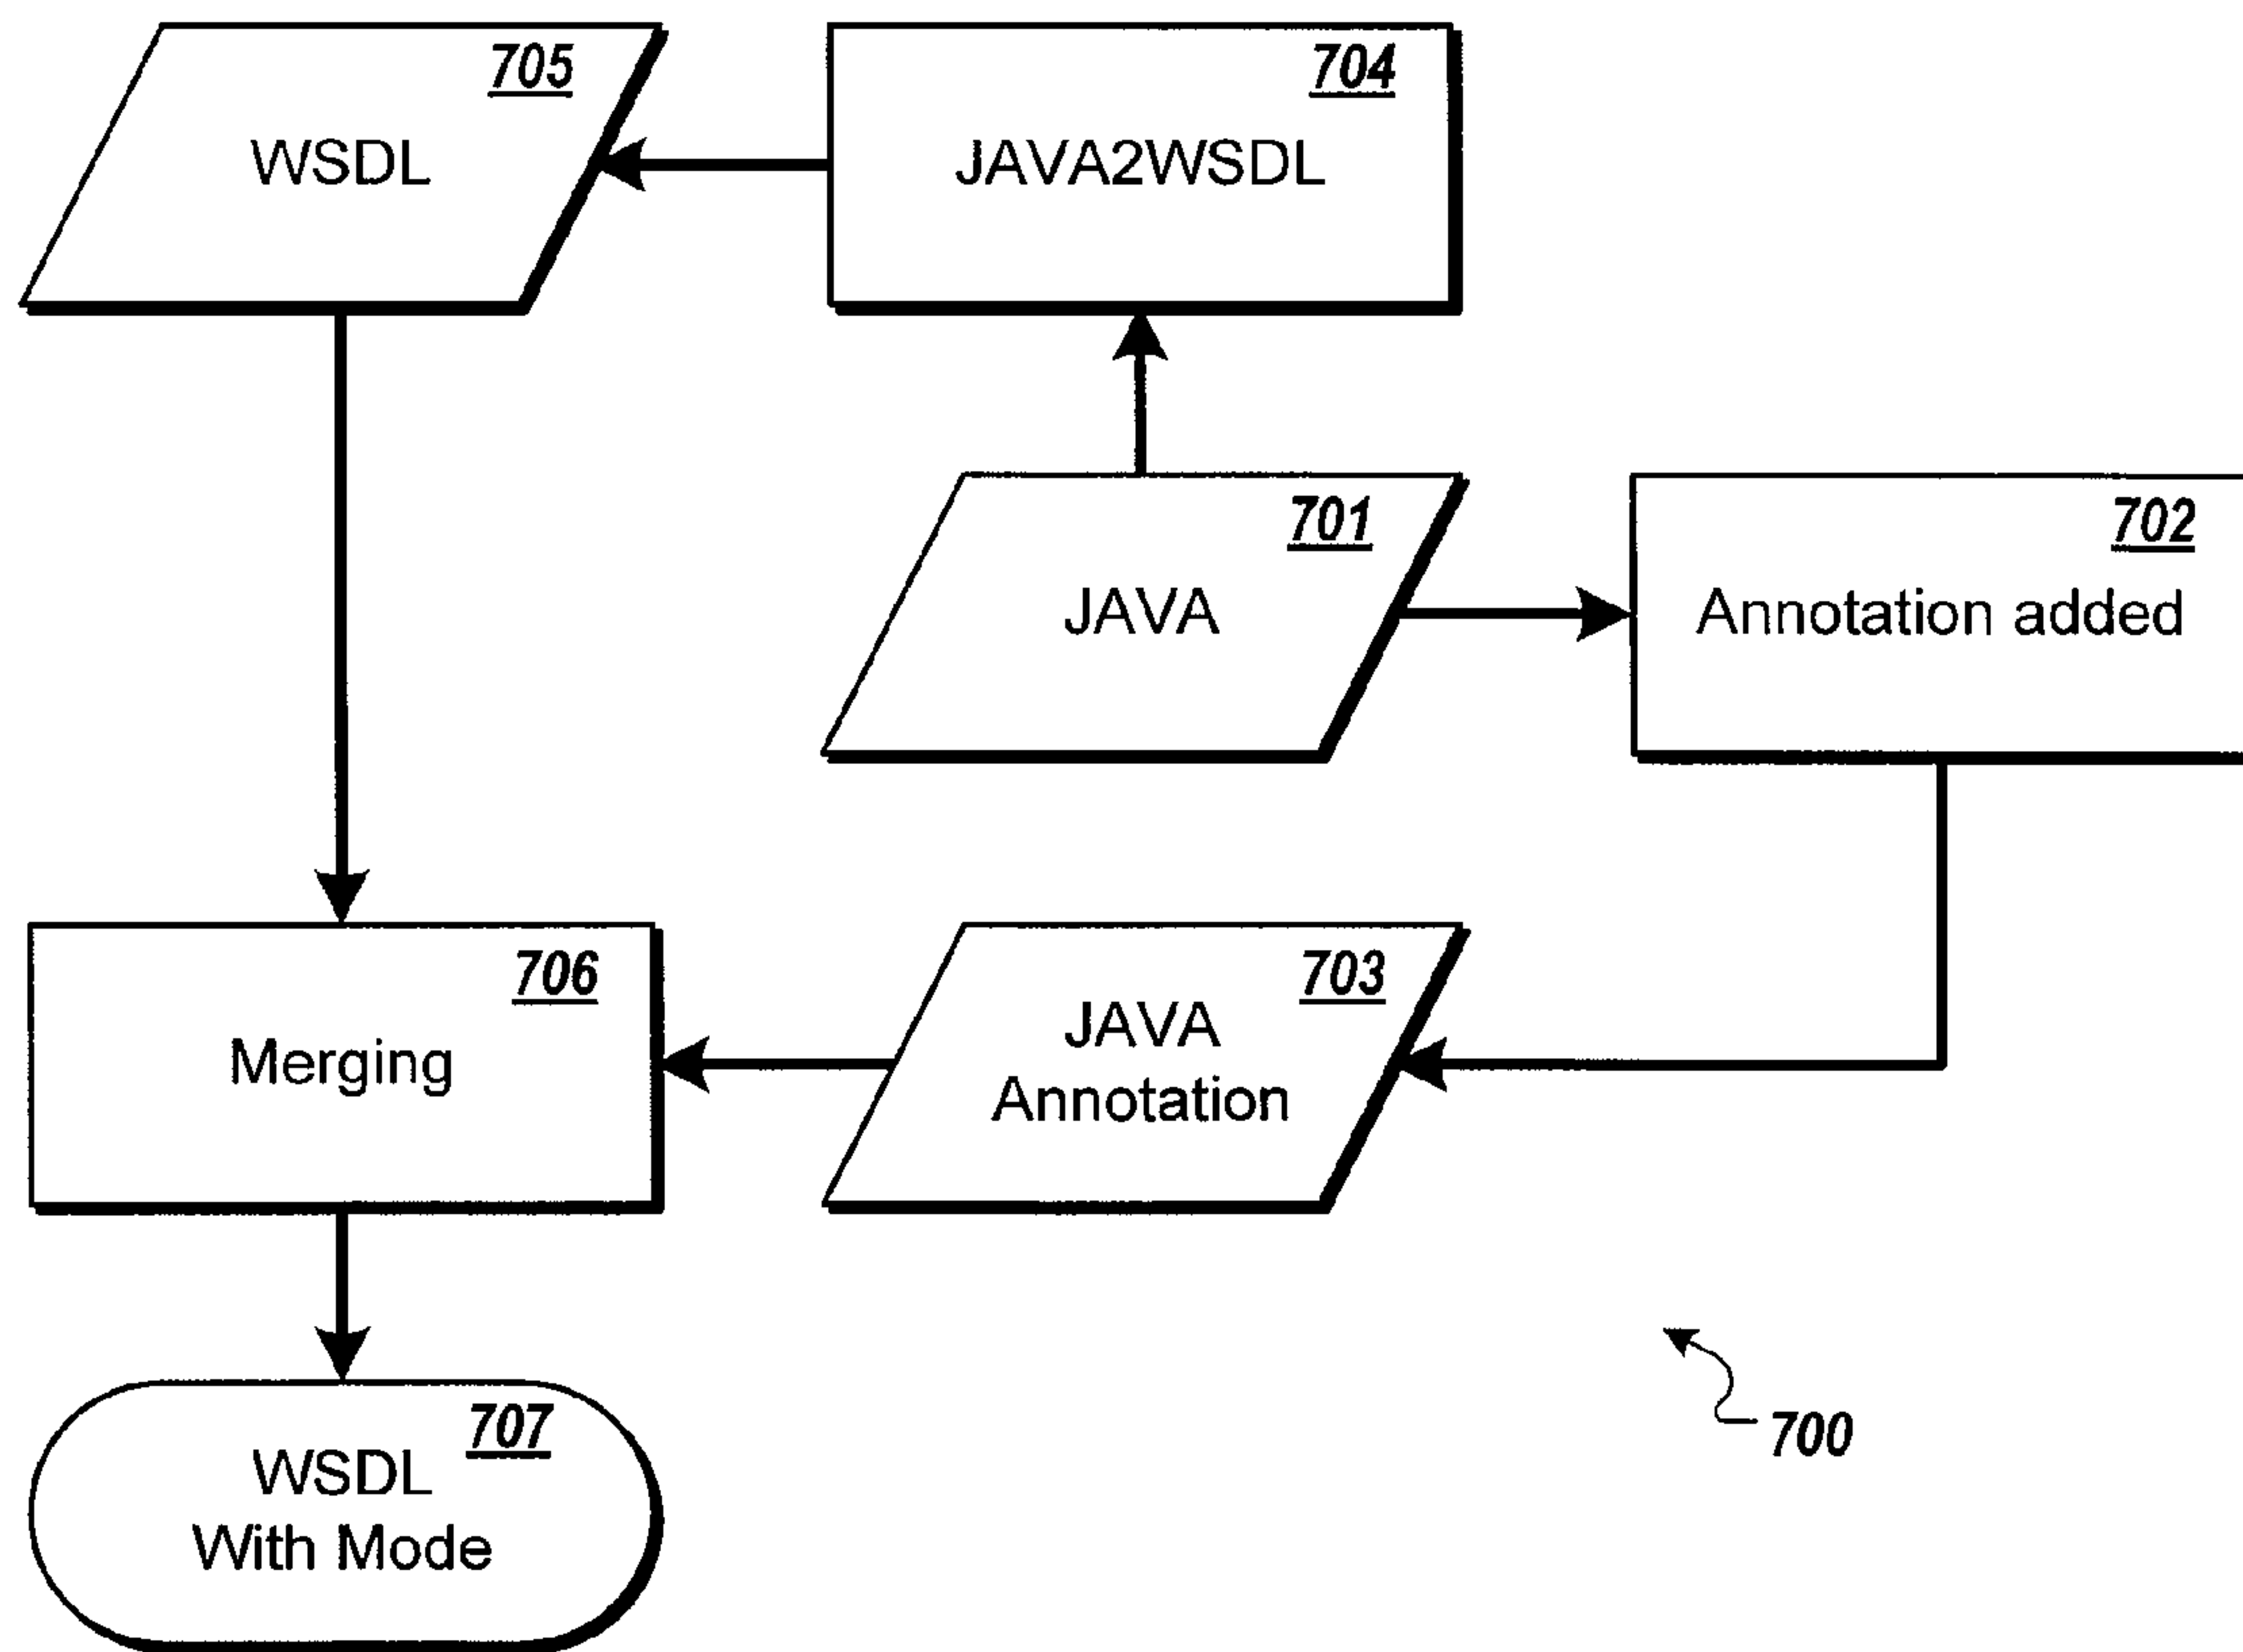 705
WSDL
704
JAVA2WSDL
701
JAVA
702
Annotation added
706
Merging
703
JAVA
Annotation
707
WSDL
With Mode
700